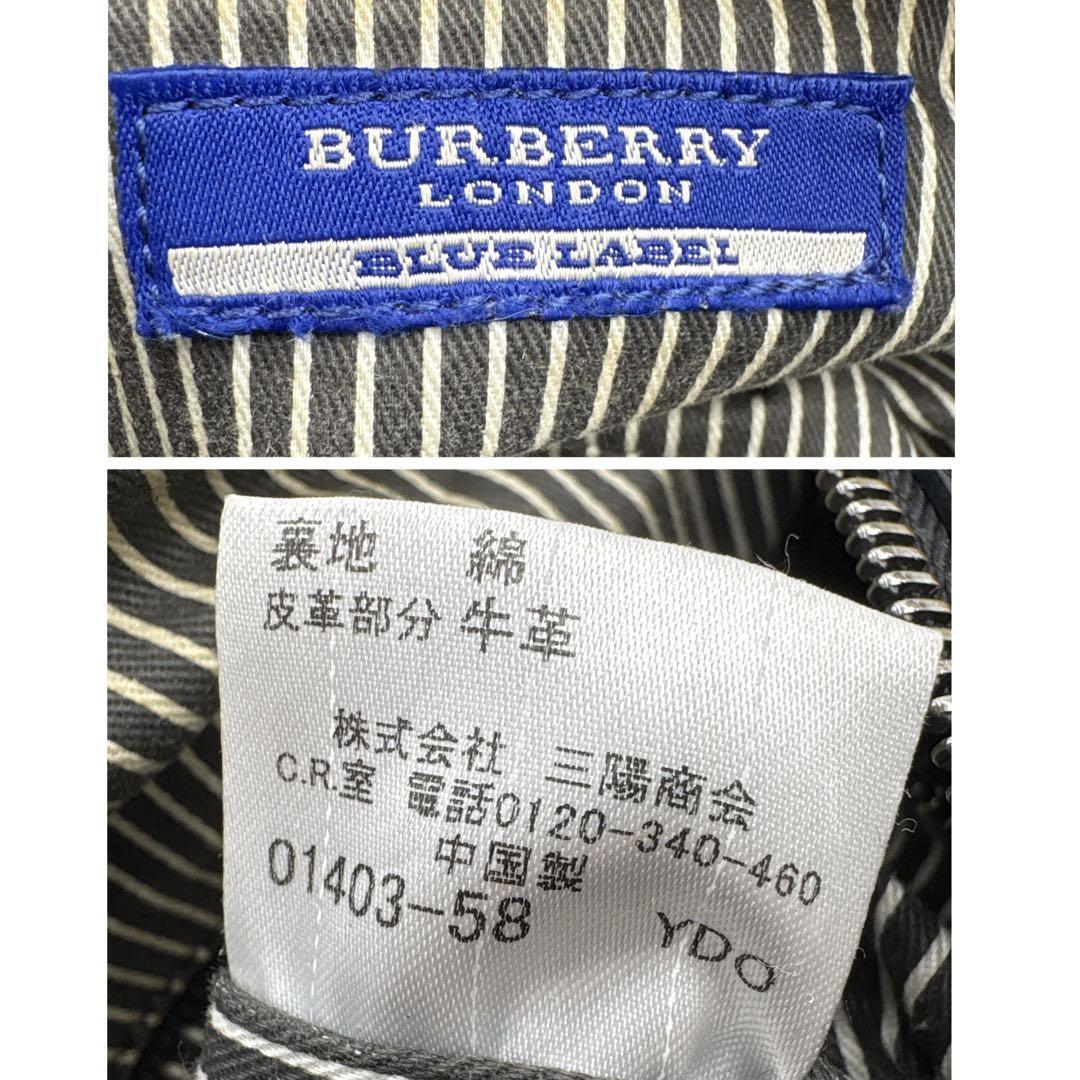 BURBERRY
LONDON
BLUE LABEL
裏地 綿
皮革部分 牛革
株式会社 三陽商会
C.R.室 電話0120-340-460
中国製
01403-58 YDO